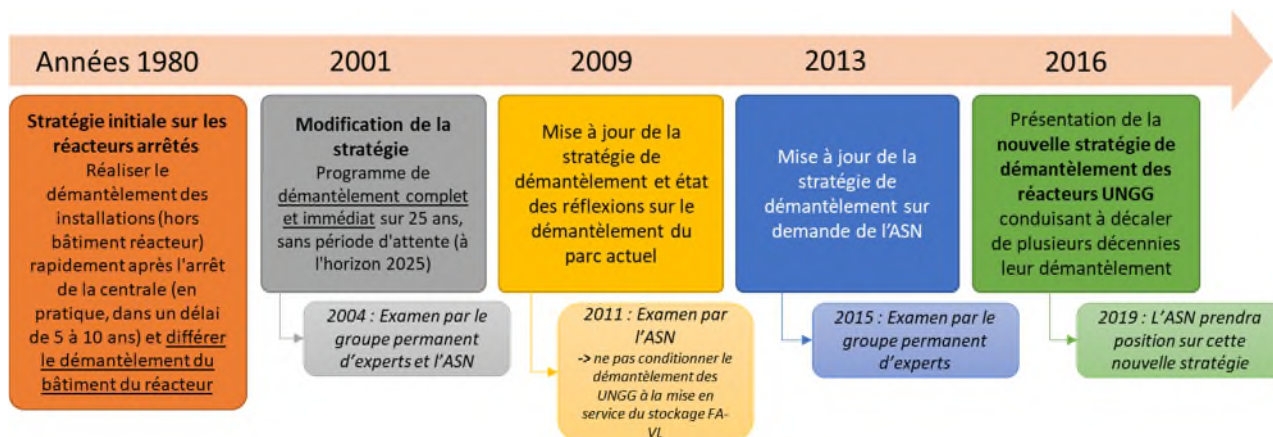 Années 1980
2001
2009
2013
2016
Stratégie initiale sur les
réacteurs arrêtés
Réaliser le
démantèlement des
installations (hors
bâtiment réacteur)
rapidement après l'arrêt
de la centrale (en
pratique, dans un délai
de 5 à 10 ans) et différer
le démantèlement du
bâtiment du réacteur
Modification de la
stratégie
Programme de
démantèlement complet
et immédiat sur 25 ans,
sans période d'attente (à
l'horizon 2025)
2004 : Examen par le
groupe permanent
d'experts et l'ASN
Mise à jour de la
stratégie de
démantèlement et état
des réflexions sur le
démantèlement du
parc actuel
2011 : Examen par
l'ASN
-> ne pas conditionner le
démantèlement des
UNGG à la mise en
service du stockage FA-
VL
Mise à jour de la
stratégie de
démantèlement sur
demande de l'ASN
2015 : Examen par le
groupe permanent
d'experts
Présentation de la
nouvelle stratégie de
démantèlement des
réacteurs UNGG
conduisant à décaler
de plusieurs décennies
leur démantèlement
2019 : L'ASN prendra
position sur cette
nouvelle stratégie